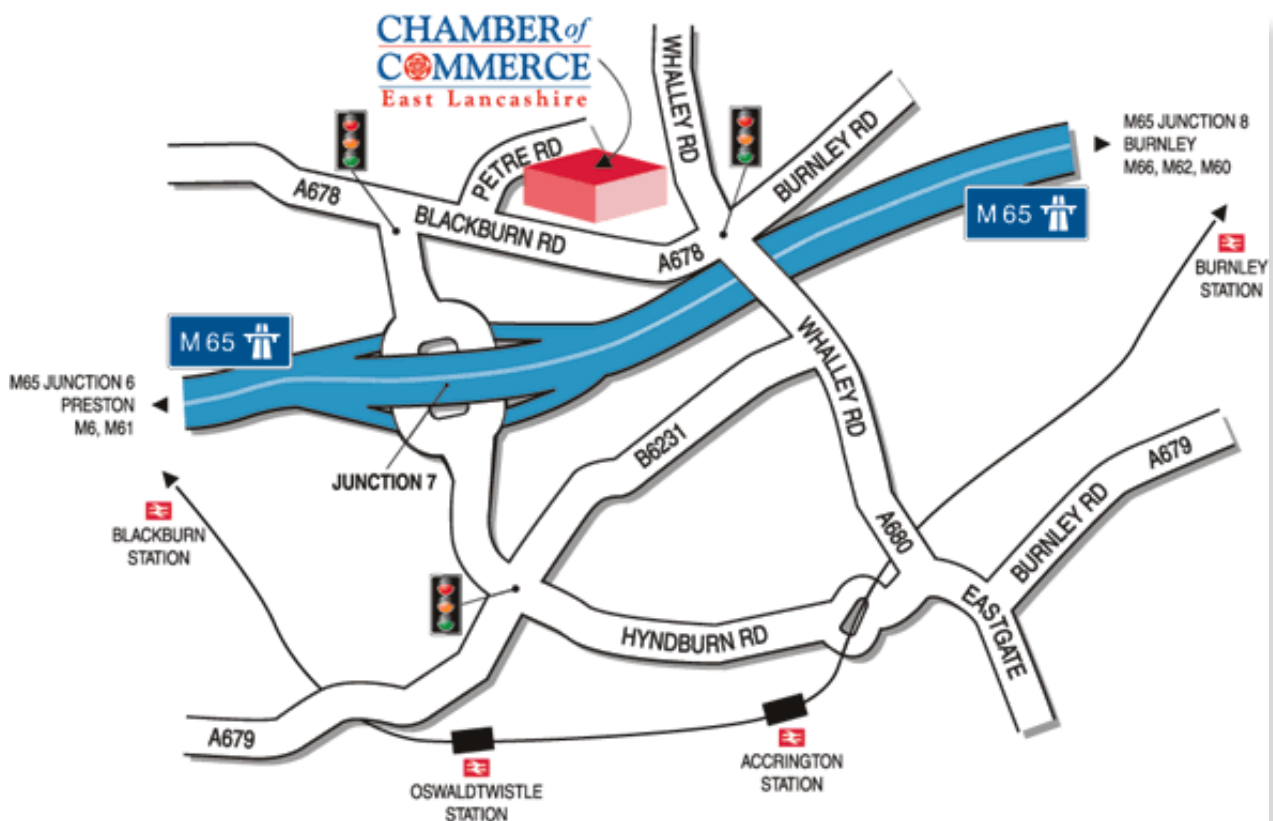 CHAMBER of
COMMERCE
East Lancashire
WHALLEY RD
BURNLEY RD
M65 JUNCTION 8
BURNLEY
M66, M62, M60
PETRE RD
A678
BLACKBURN RD
A678
M 65
BURNLEY
STATION
M 65
WHALLEY RD
M65 JUNCTION 6
PRESTON
M6, M61
B6231
A679
JUNCTION 7
BLACKBURN
STATION
A680
BURNLEY RD
EASTGATE
HYNDBURN RD
A679
ACCRINGTON
STATION
OSWALDTWISTLE
STATION